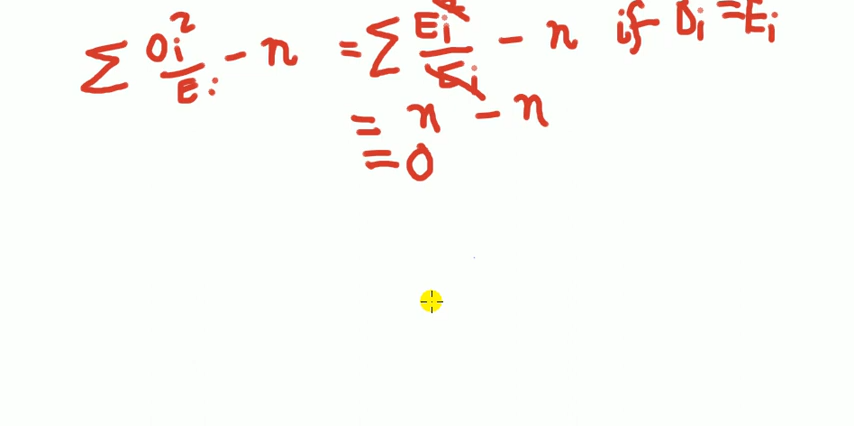 ∑ Oi²/Ei - n = ∑ Ei²/Ei - n if Oi = Ei
= n - n
= 0